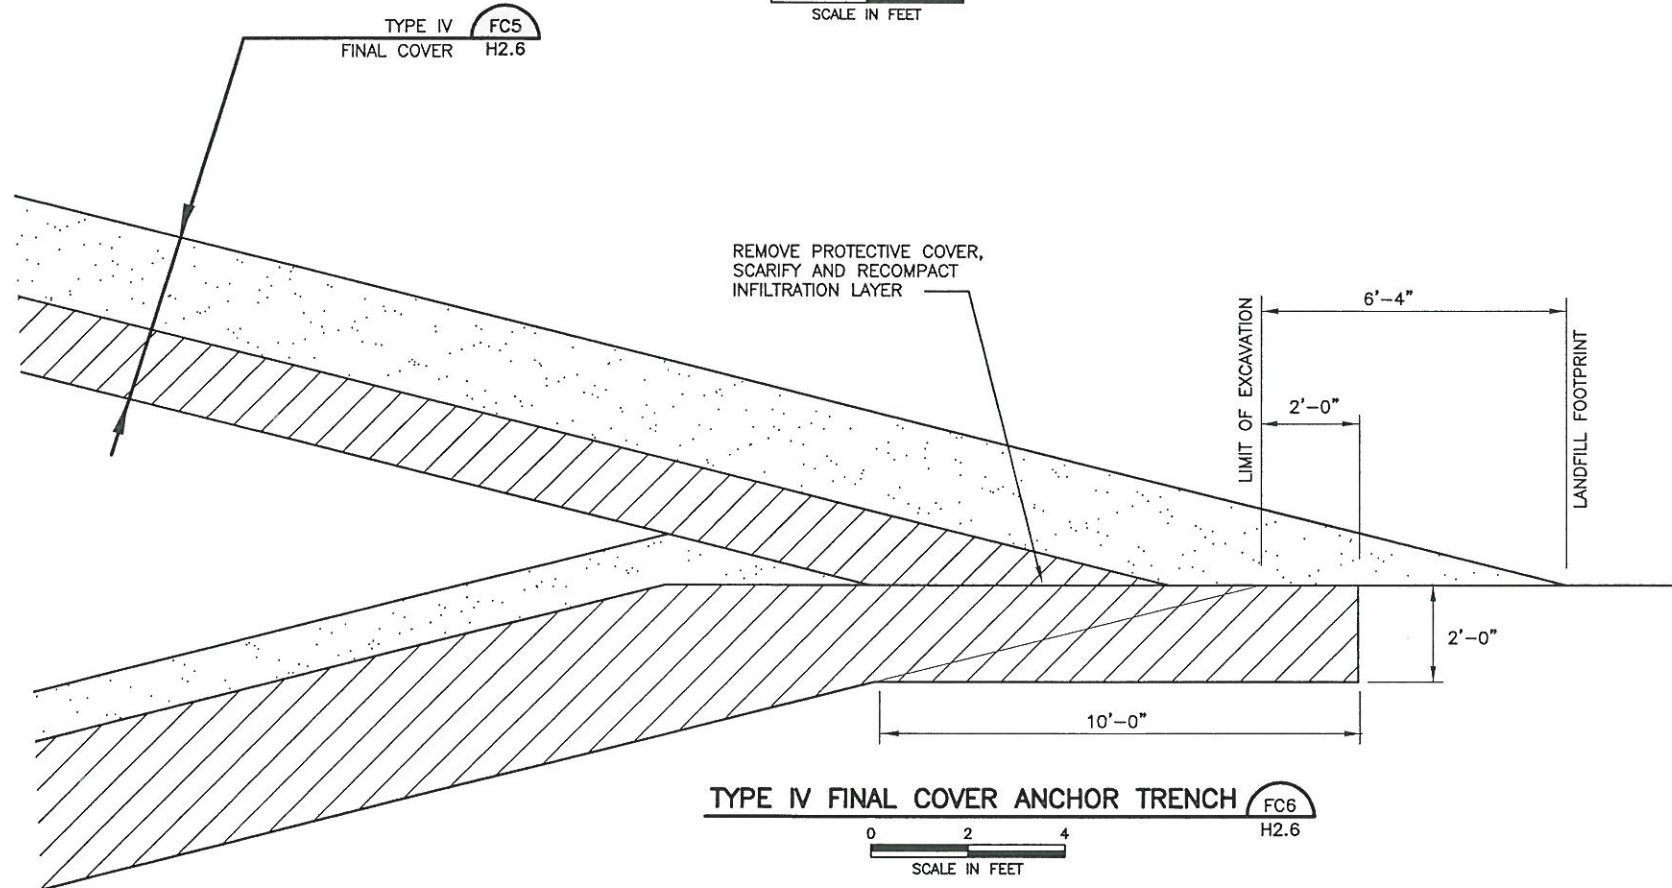 SCALE IN FEET
TYPE IV
FINAL COVER
FC5
H2.6
REMOVE PROTECTIVE COVER,
SCARIFY AND RECOMPACT
INFILTRATION LAYER
LIMIT OF EXCAVATION
6'-4"
2'-0"
LANDFILL FOOTPRINT
2'-0"
10'-0"
TYPE IV FINAL COVER ANCHOR TRENCH
FC6
H2.6
0 2 4
SCALE IN FEET